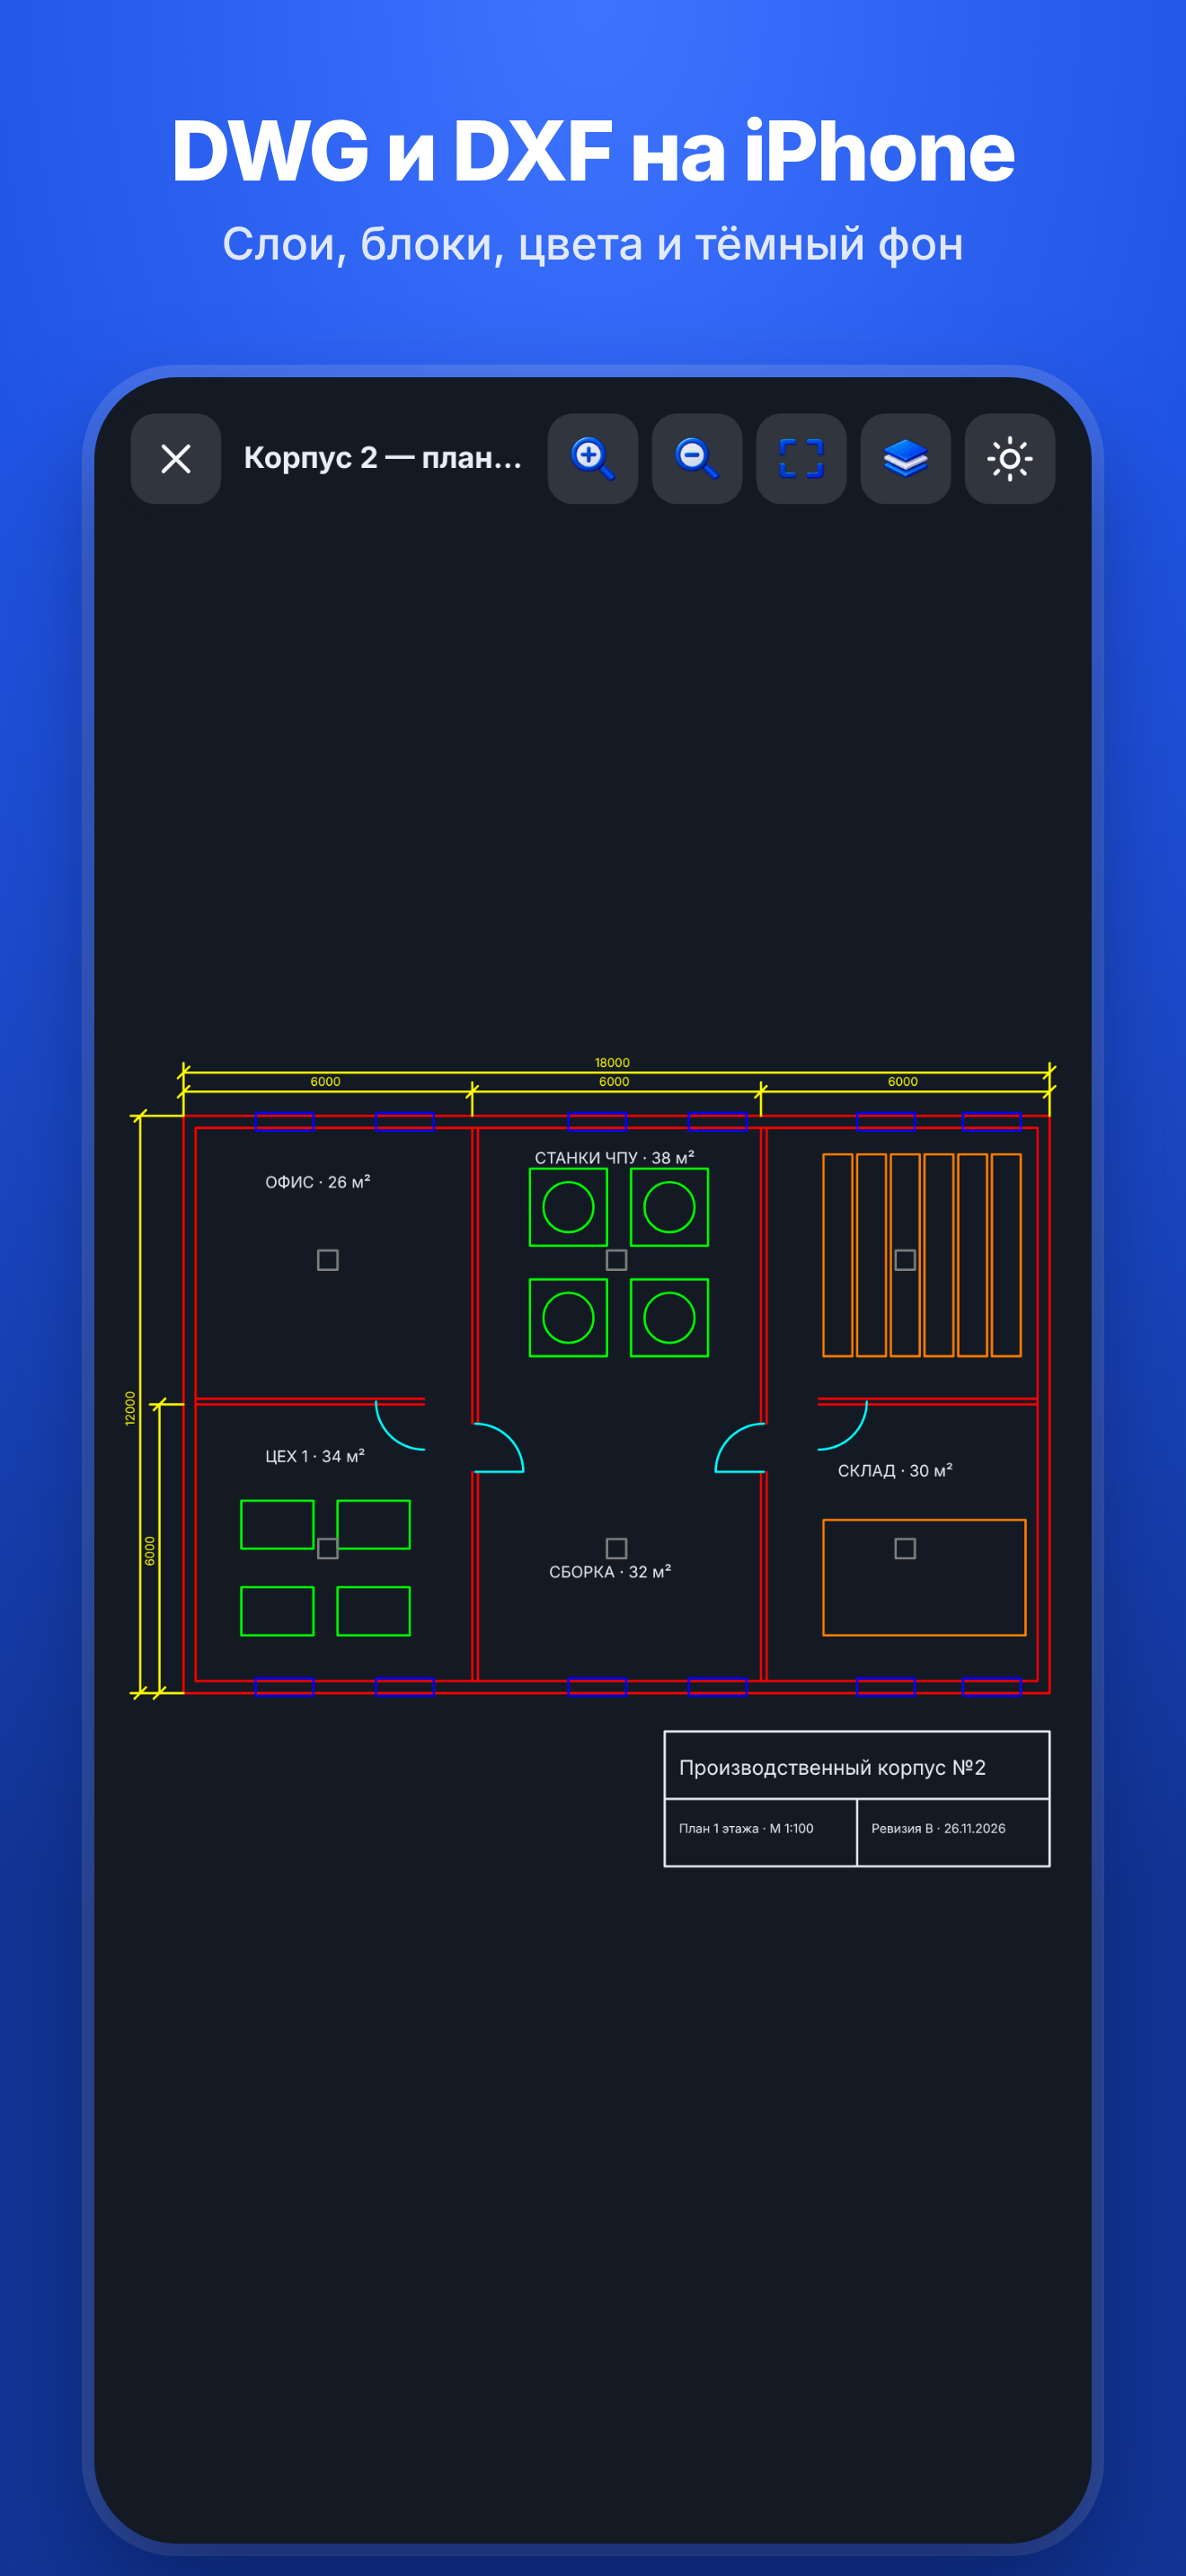 DWG и DXF на iPhone
Слои, блоки, цвета и тёмный фон
Корпус 2 — план...
18000
6000
6000
6000
СТАНКИ ЧПУ · 38 м²
ОФИС · 26 м²
12000
ЦЕХ 1 · 34 м²
СКЛАД · 30 м²
6000
СБОРКА · 32 м²
Производственный корпус №2
План 1 этажа · М 1:100
Ревизия В · 26.11.2026